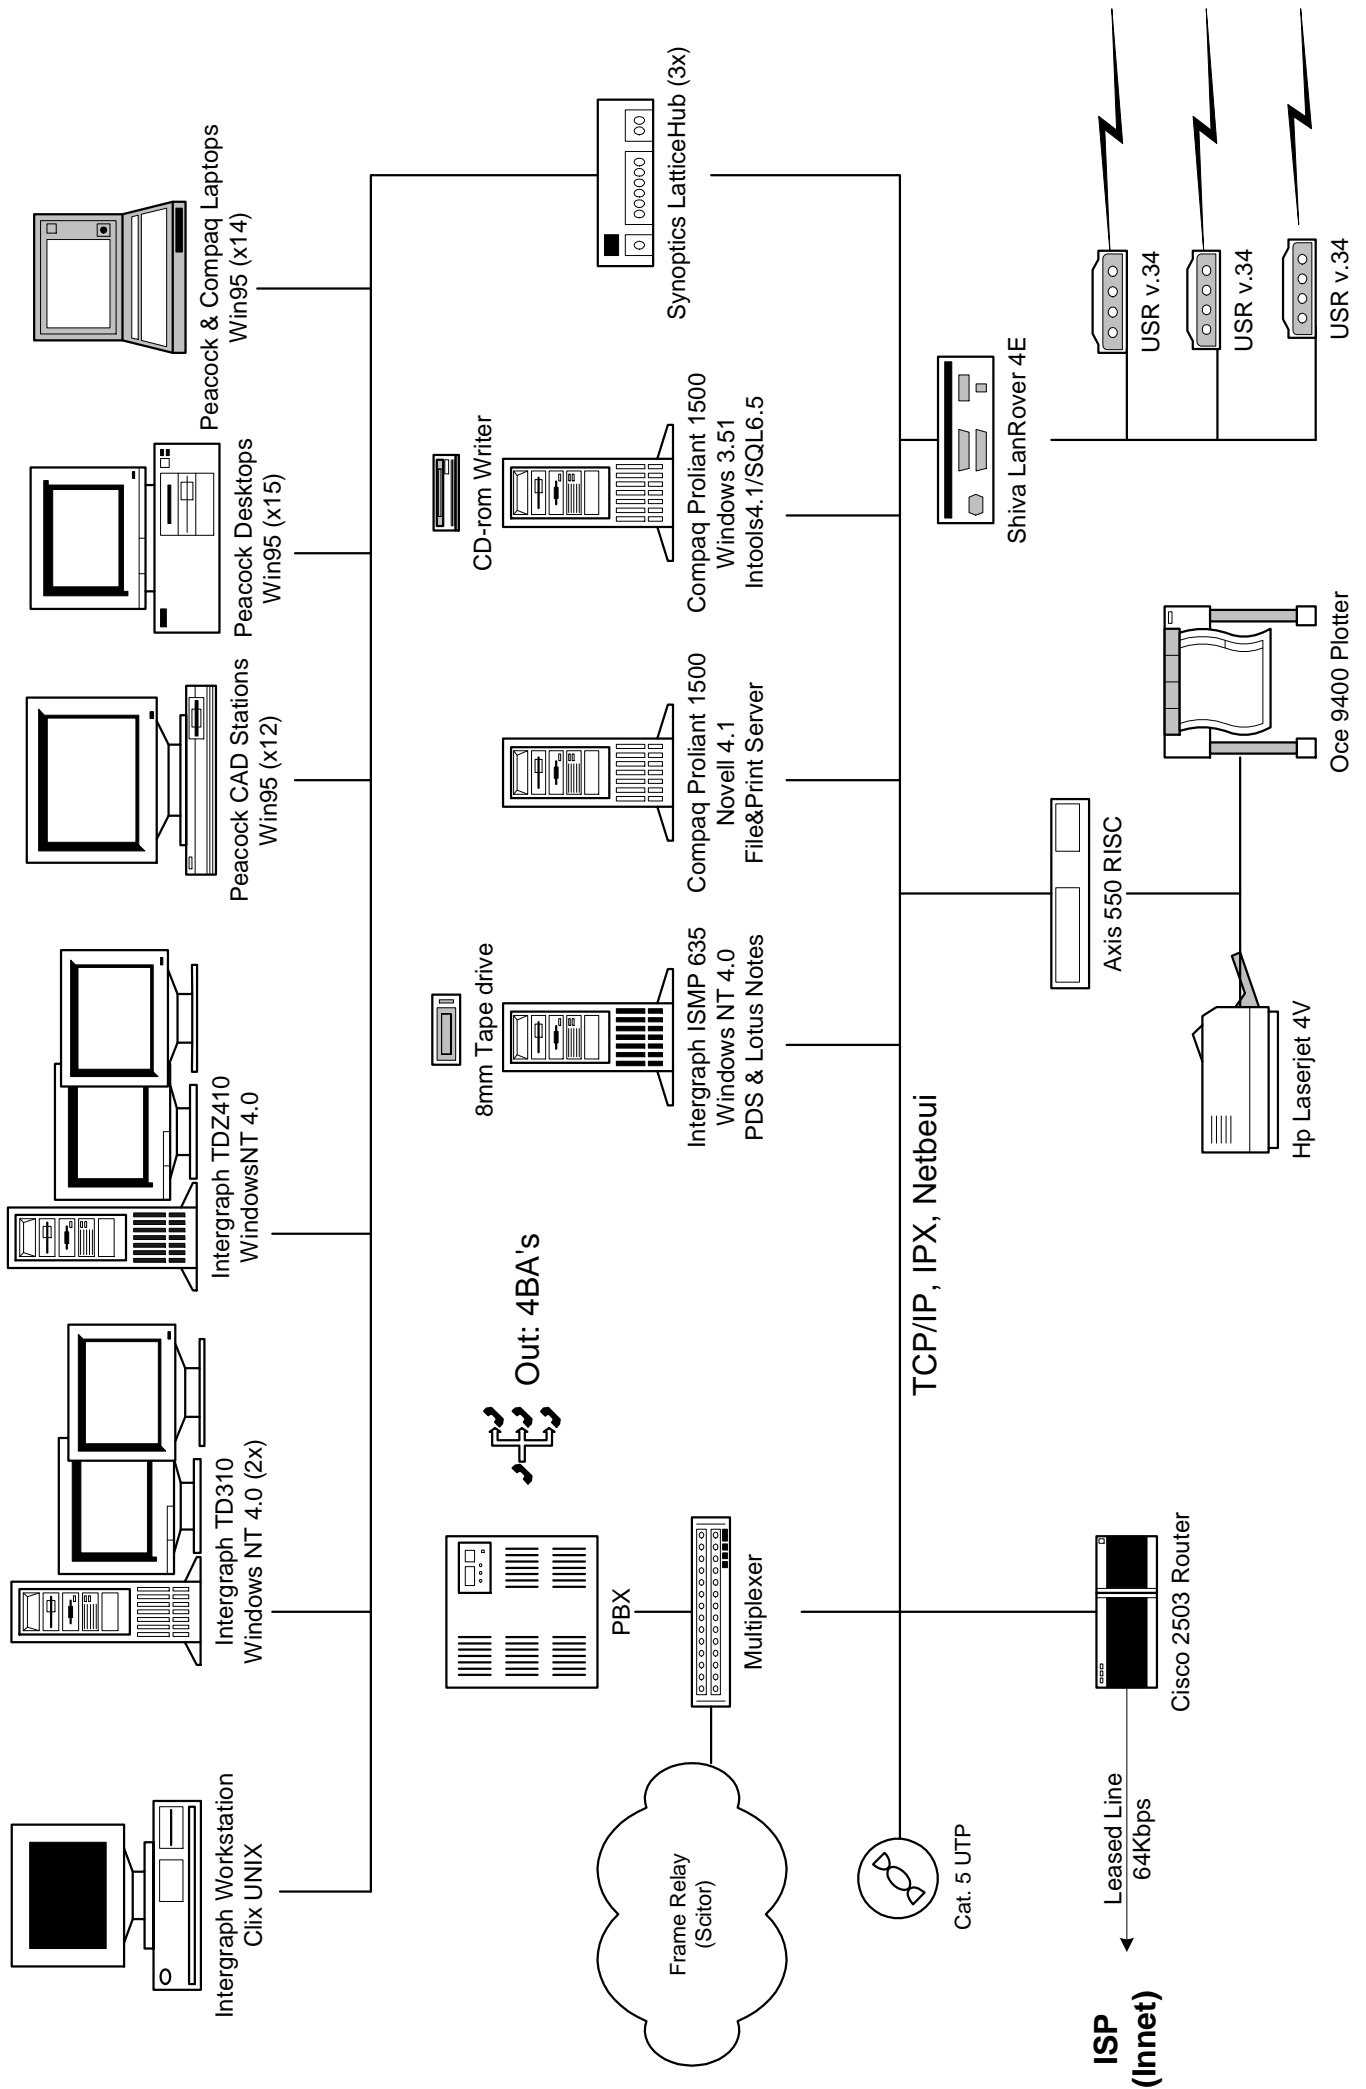 Intergraph Workstation
Clix UNIX
Intergraph TD310
Windows NT 4.0 (2x)
Intergraph TDZ410
WindowsNT 4.0
Peacock CAD Stations
Win95 (x12)
Peacock Desktops
Win95 (x15)
Peacock & Compaq Laptops
Win95 (x14)
PBX
Out: 4BA's
Multiplexer
Frame Relay
(Scitor)
8mm Tape drive
Intergraph ISMP 635
Windows NT 4.0
PDS & Lotus Notes
Compaq Proliant 1500
Novell 4.1
File&Print Server
CD-rom Writer
Compaq Proliant 1500
Windows 3.51
Intools4.1/SQL6.5
Synoptics LatticeHub (3x)
Cat. 5 UTP
TCP/IP, IPX, Netbeui
ISP
(Innet)
Leased Line
64Kbps
Cisco 2503 Router
Hp Laserjet 4V
Axis 550 RISC
Oce 9400 Plotter
Shiva LanRover 4E
USR v.34
USR v.34
USR v.34